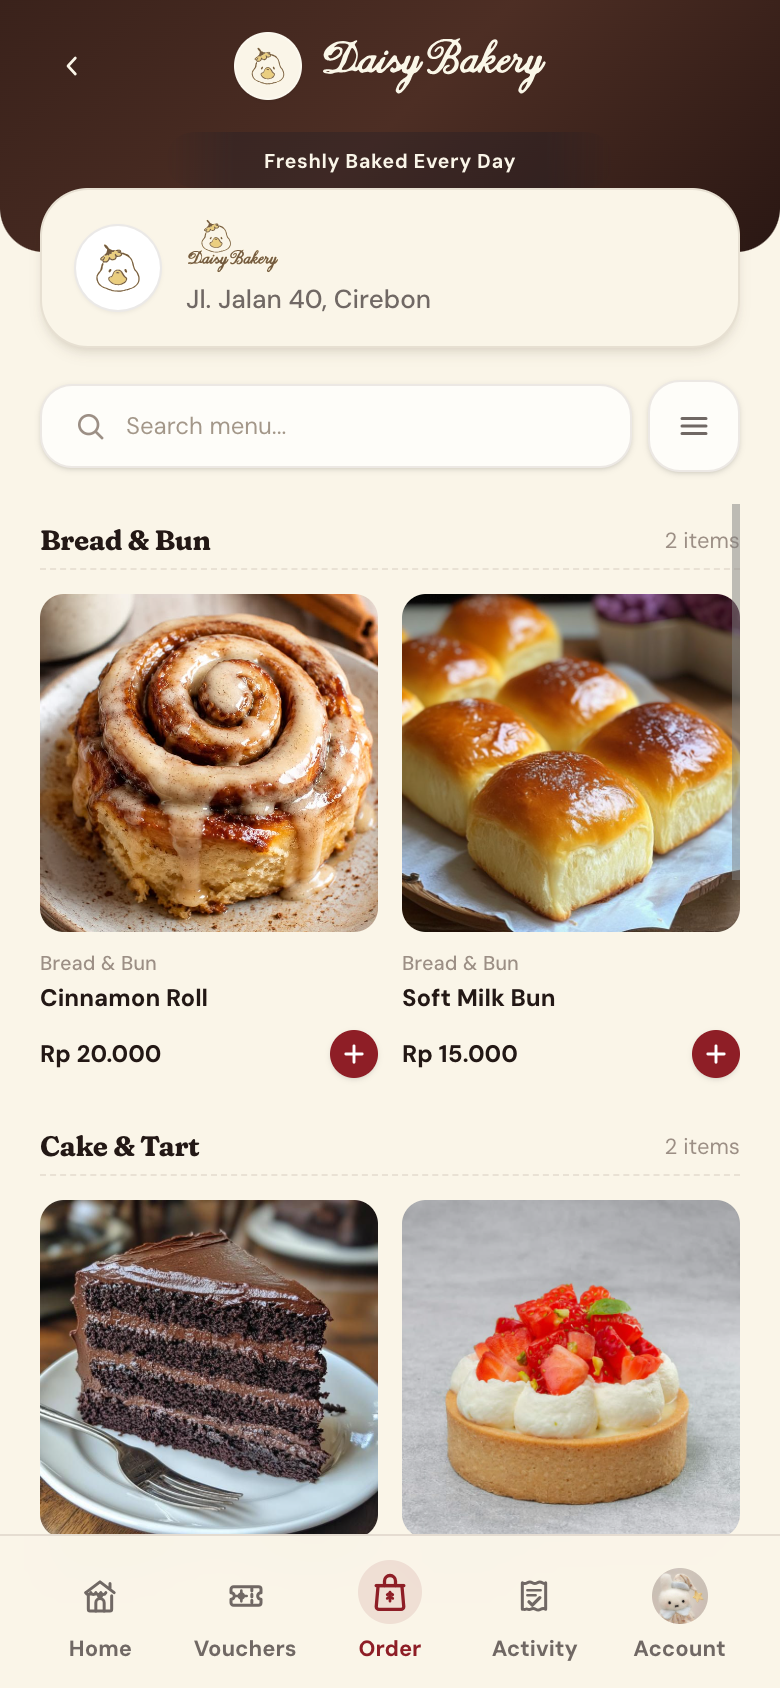 Daisy Bakery
Freshly Baked Every Day
Daisy Bakery
Jl. Jalan 40, Cirebon
Search menu...
Bread & Bun
2 items
Bread & Bun
Cinnamon Roll
Rp 20.000
Bread & Bun
Soft Milk Bun
Rp 15.000
Cake & Tart
2 items
Home
Vouchers
Order
Activity
Account